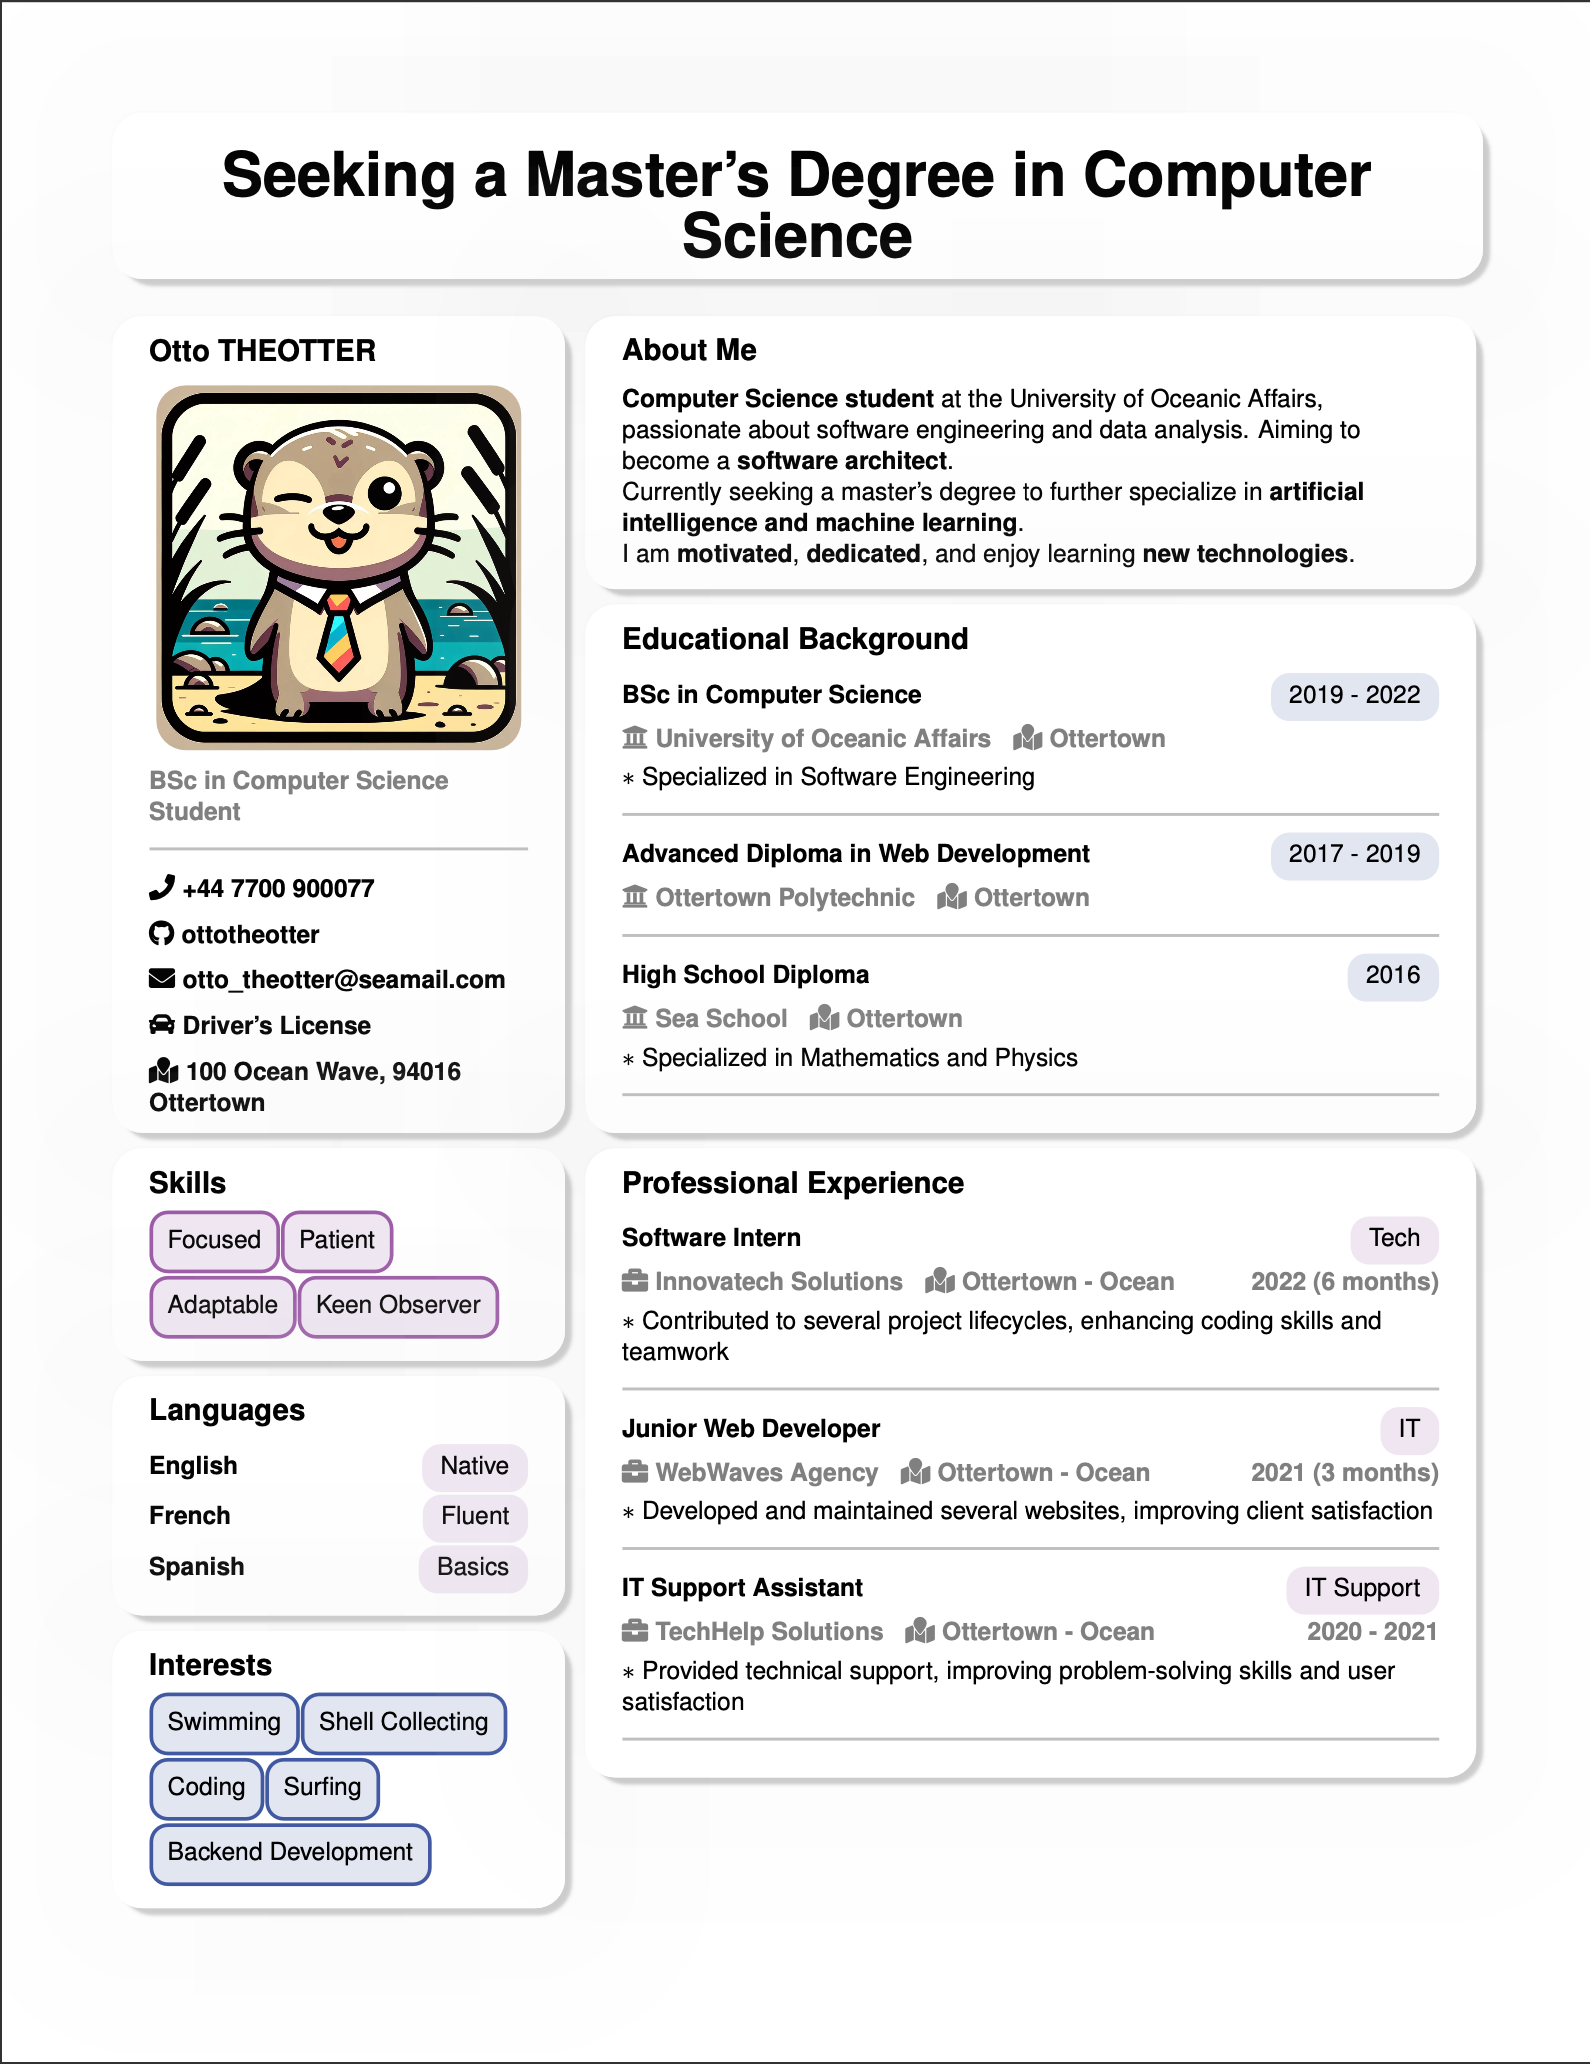 Seeking a Master’s Degree in Computer
Science
Otto THEOTTER
BSc in Computer Science
Student
+44 7700 900077
ottotheotter
otto_theotter@seamail.com
Driver’s License
100 Ocean Wave, 94016
Ottertown
Skills
Focused Patient
Adaptable Keen Observer
Languages
English Native
French Fluent
Spanish Basics
Interests
Swimming Shell Collecting
Coding Surfing
Backend Development
About Me
Computer Science student at the University of Oceanic Affairs,
passionate about software engineering and data analysis. Aiming to
become a software architect.
Currently seeking a master’s degree to further specialize in artificial
intelligence and machine learning.
I am motivated, dedicated, and enjoy learning new technologies.
Educational Background
BSc in Computer Science 2019 - 2022
University of Oceanic Affairs Ottertown
* Specialized in Software Engineering
Advanced Diploma in Web Development 2017 - 2019
Ottertown Polytechnic Ottertown
High School Diploma 2016
Sea School Ottertown
* Specialized in Mathematics and Physics
Professional Experience
Software Intern Tech
Innovatech Solutions Ottertown - Ocean 2022 (6 months)
* Contributed to several project lifecycles, enhancing coding skills and
teamwork
Junior Web Developer IT
WebWaves Agency Ottertown - Ocean 2021 (3 months)
* Developed and maintained several websites, improving client satisfaction
IT Support Assistant IT Support
TechHelp Solutions Ottertown - Ocean 2020 - 2021
* Provided technical support, improving problem-solving skills and user
satisfaction